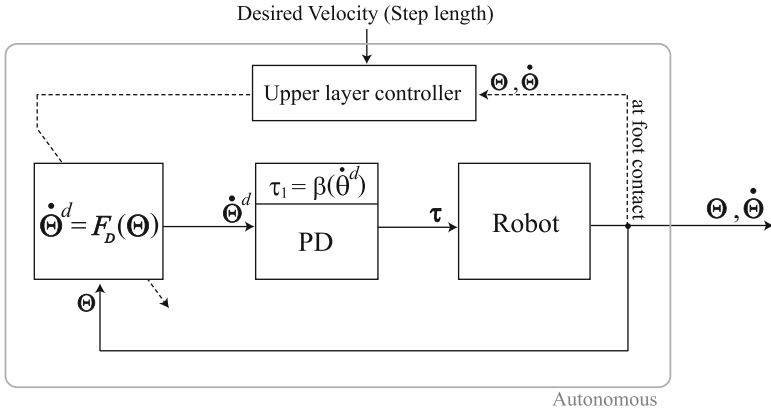 Desired Velocity (Step length)
Upper layer controller
Θ , Θ̇
at foot contact
Θ̇ᵈ = F_D(Θ)
Θ̇ᵈ
τ₁ = β(θ̇ᵈ)
PD
τ
Robot
Θ , Θ̇
Θ
Autonomous